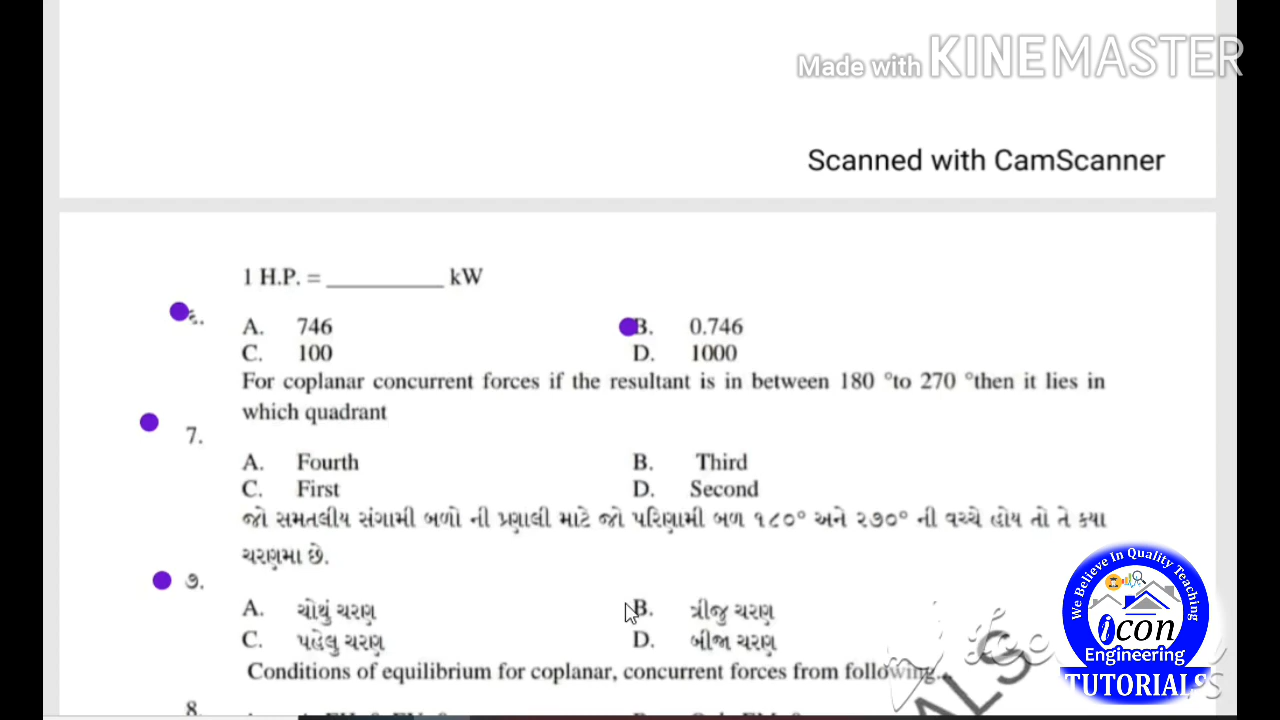 Made with KINEMASTER
Scanned with CamScanner
1 H.P. = __________ kW
૬.
A. 746 B. 0.746
C. 100 D. 1000
For coplanar concurrent forces if the resultant is in between 180 °to 270 °then it lies in
which quadrant
7.
A. Fourth B. Third
C. First D. Second
જો સમતલીય સંગામી બળો ની પ્રણાલી માટે જો પરિણામી બળ ૧૮૦° અને ૨૭૦° ની વચ્ચે હોય તો તે કયા
ચરણમા છે.
૭.
A. ચોથું ચરણ B. ત્રીજુ ચરણ
C. પહેલુ ચરણ D. બીજા ચરણ
Conditions of equilibrium for coplanar, concurrent forces from following...
8.
We Believe In Quality Teaching
icon
Engineering
TUTORIALS